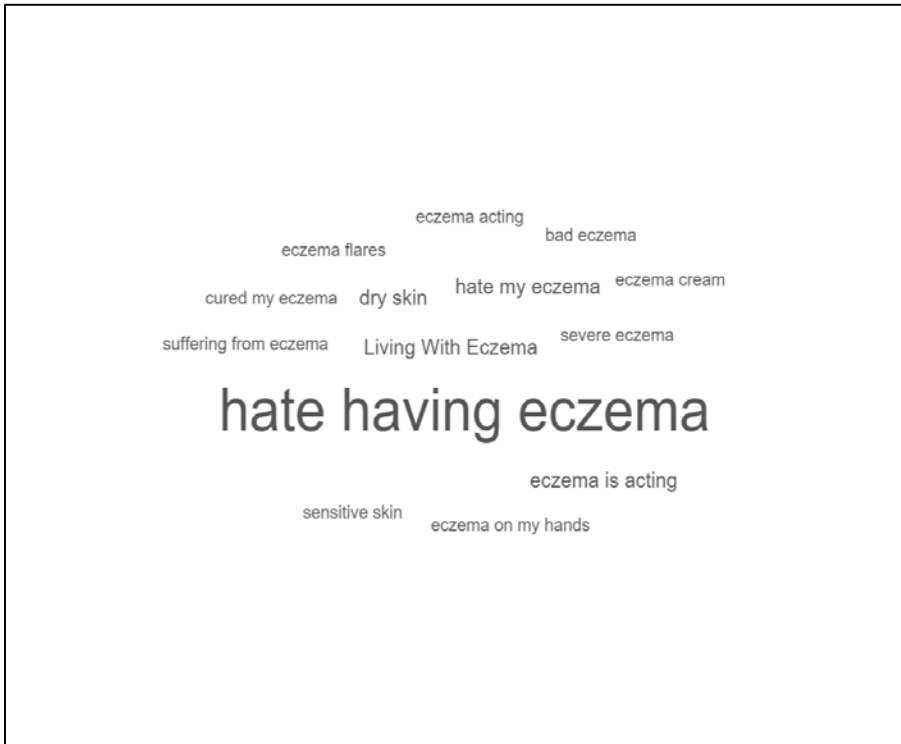 eczema acting
bad eczema
eczema flares
hate my eczema
eczema cream
cured my eczema
dry skin
suffering from eczema
Living With Eczema
severe eczema
hate having eczema
eczema is acting
sensitive skin
eczema on my hands